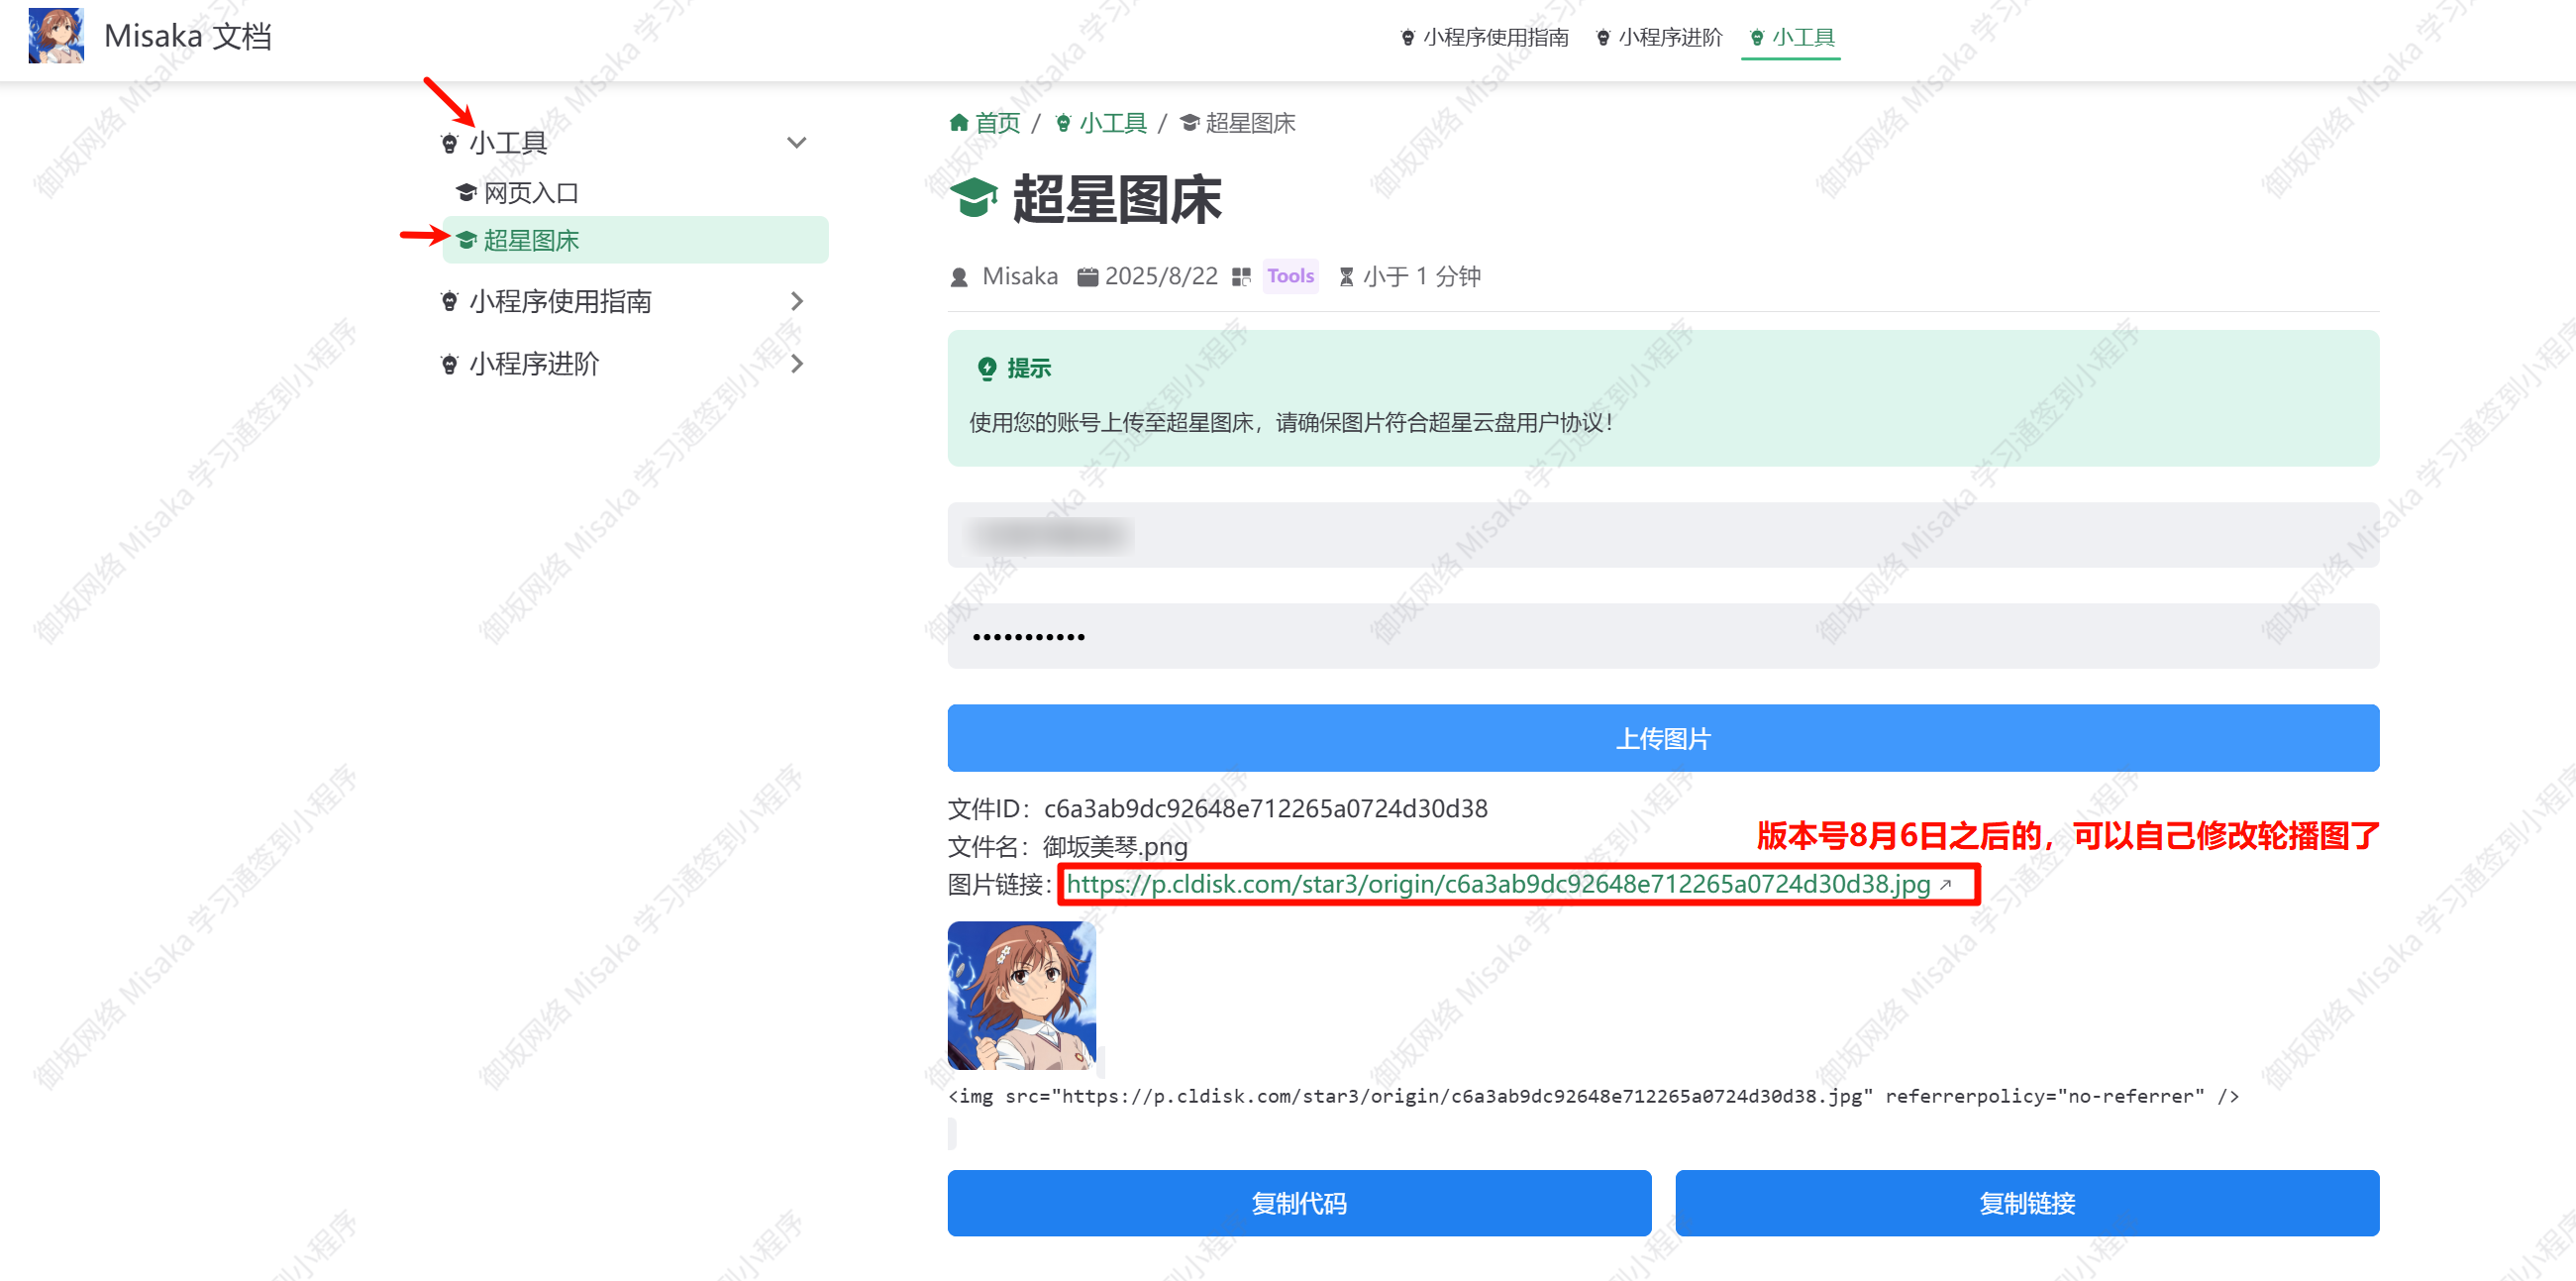 Misaka 文档
小程序使用指南
小程序进阶
小工具
小工具
网页入口
超星图床
小程序使用指南
小程序进阶
首页 / 小工具 / 超星图床
超星图床
Misaka 2025/8/22 Tools 小于 1 分钟
提示
使用您的账号上传至超星图床，请确保图片符合超星云盘用户协议！
•••••••••••
上传图片
文件ID：c6a3ab9dc92648e712265a0724d30d38
文件名：御坂美琴.png
版本号8月6日之后的，可以自己修改轮播图了
图片链接：https://p.cldisk.com/star3/origin/c6a3ab9dc92648e712265a0724d30d38.jpg
<img src="https://p.cldisk.com/star3/origin/c6a3ab9dc92648e712265a0724d30d38.jpg" referrerpolicy="no-referrer" />
复制代码
复制链接
御坂网络 Misaka 学习通签到小程序